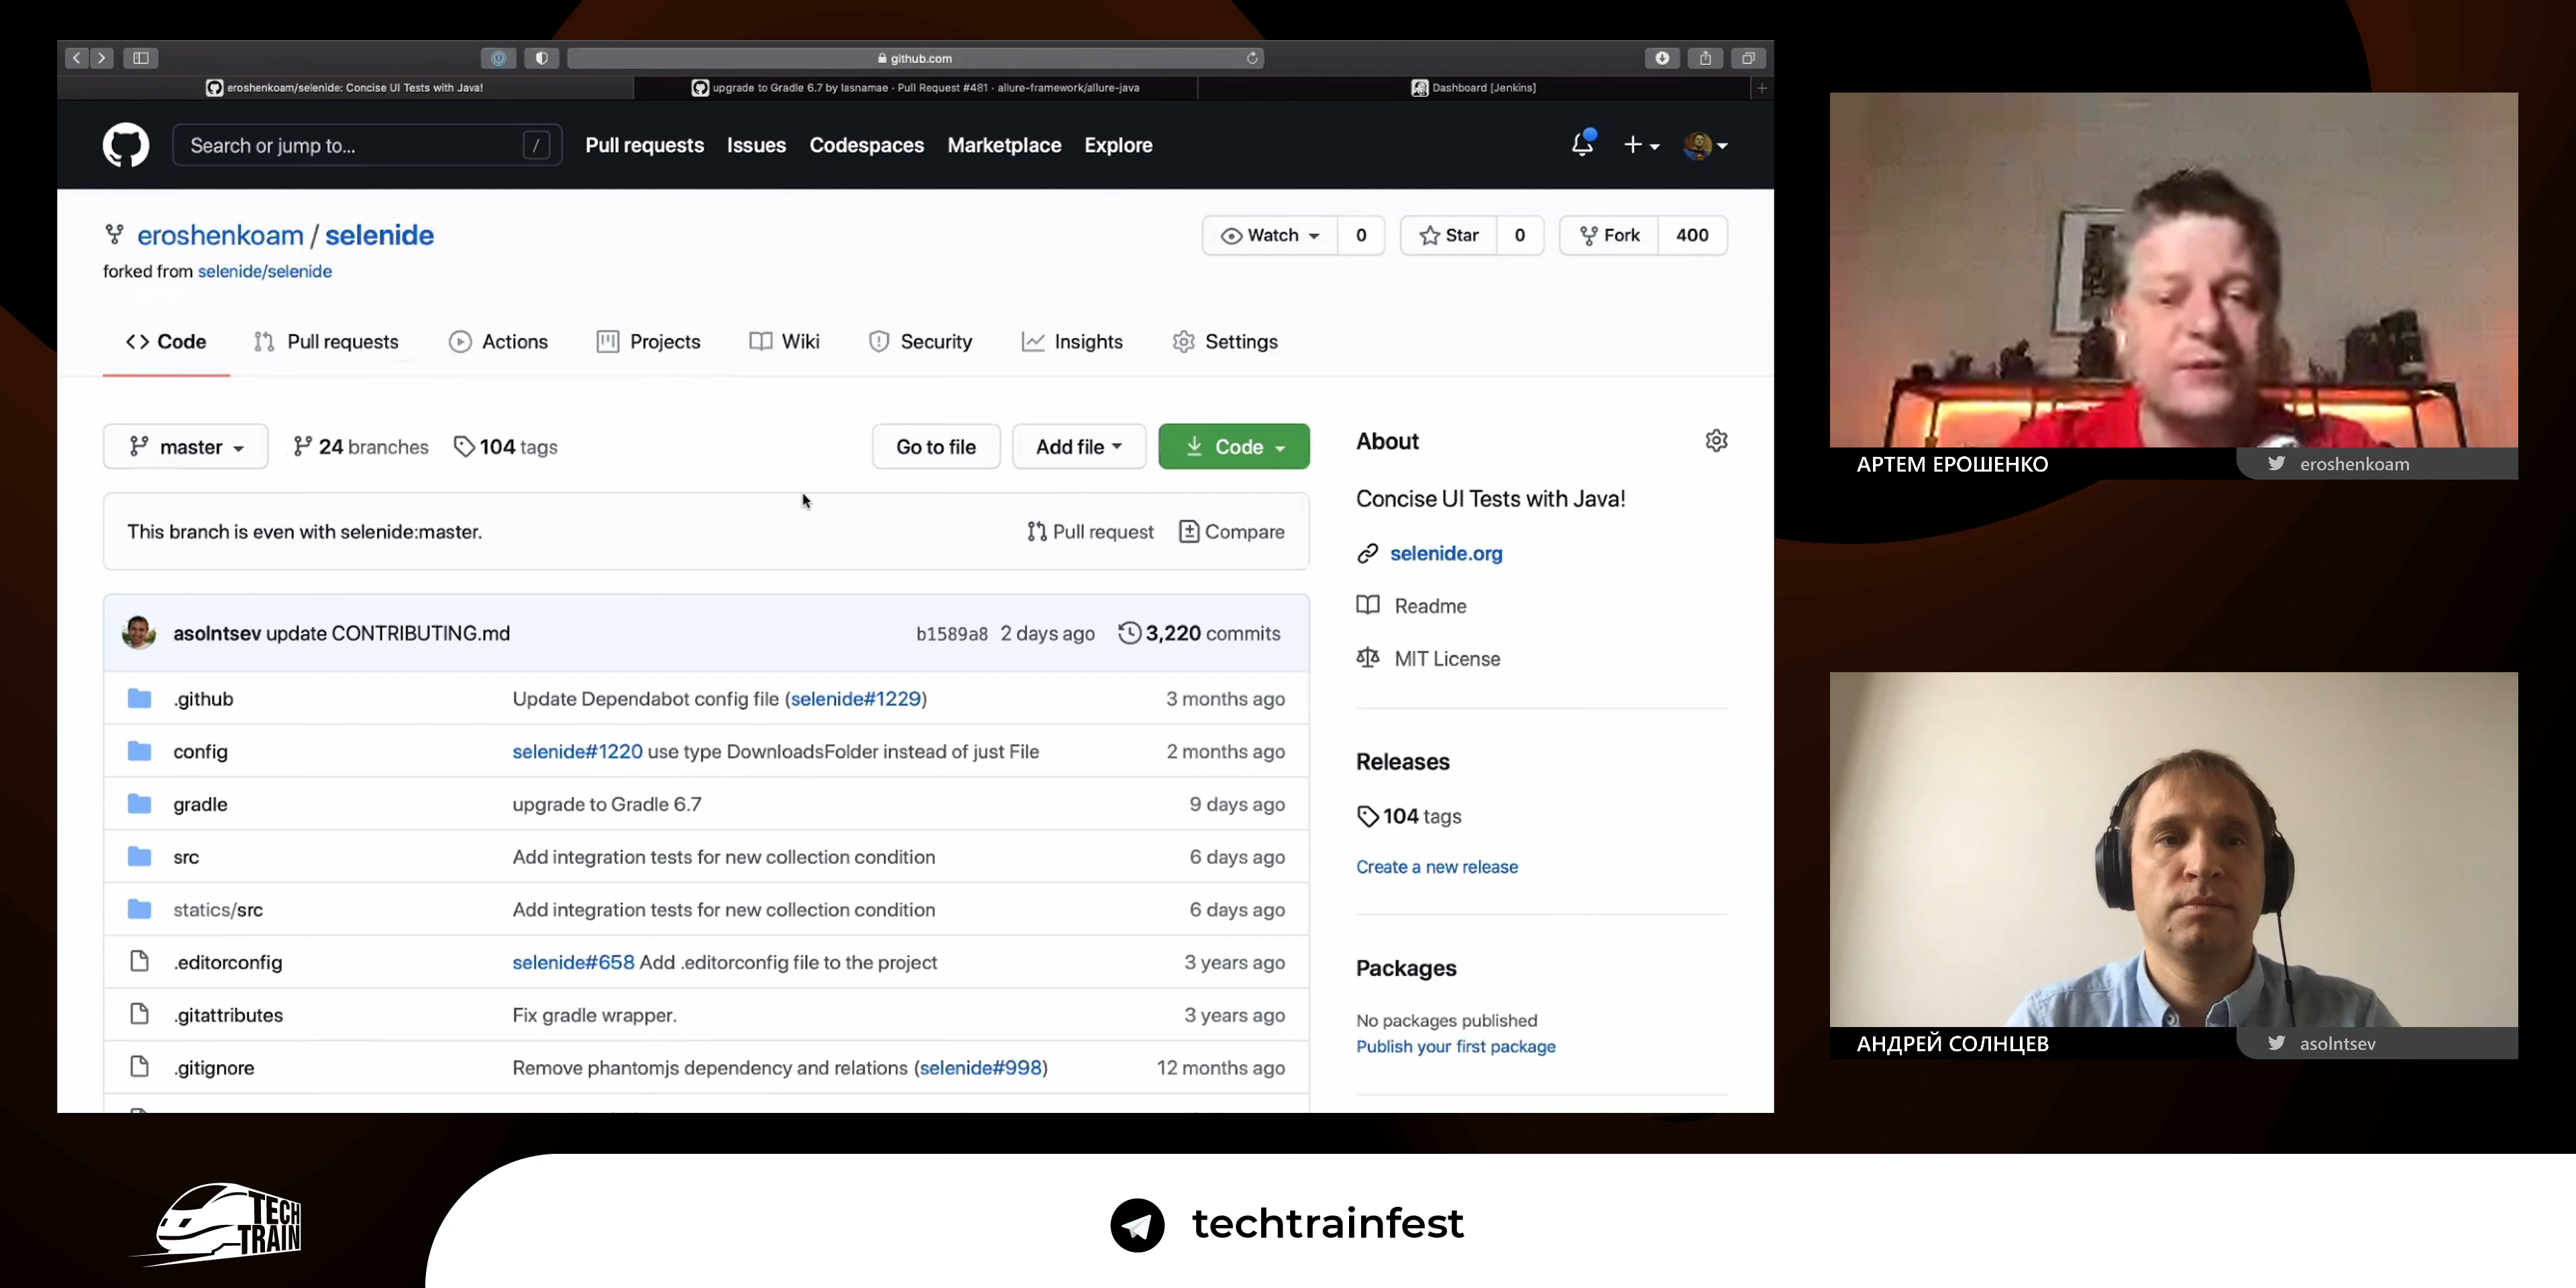 github.com
eroshenkoam/selenide: Concise UI Tests with Java!
upgrade to Gradle 6.7 by lasnamae · Pull Request #481 · allure-framework/allure-java
Dashboard [Jenkins]
Search or jump to... /
Pull requests Issues Codespaces Marketplace Explore
eroshenkoam / selenide
Watch 0 Star 0 Fork 400
forked from selenide/selenide
Code Pull requests Actions Projects Wiki Security Insights Settings
master 24 branches 104 tags
Go to file Add file Code
This branch is even with selenide:master.
Pull request Compare
asolntsev update CONTRIBUTING.md b1589a8 2 days ago 3,220 commits
.github Update Dependabot config file (selenide#1229) 3 months ago
config selenide#1220 use type DownloadsFolder instead of just File 2 months ago
gradle upgrade to Gradle 6.7 9 days ago
src Add integration tests for new collection condition 6 days ago
statics/src Add integration tests for new collection condition 6 days ago
.editorconfig selenide#658 Add .editorconfig file to the project 3 years ago
.gitattributes Fix gradle wrapper. 3 years ago
.gitignore Remove phantomjs dependency and relations (selenide#998) 12 months ago
About
Concise UI Tests with Java!
selenide.org
Readme
MIT License
Releases
104 tags
Create a new release
Packages
No packages published
Publish your first package
АРТЕМ ЕРОШЕНКО eroshenkoam
АНДРЕЙ СОЛНЦЕВ asolntsev
TECH
TRAIN
techtrainfest